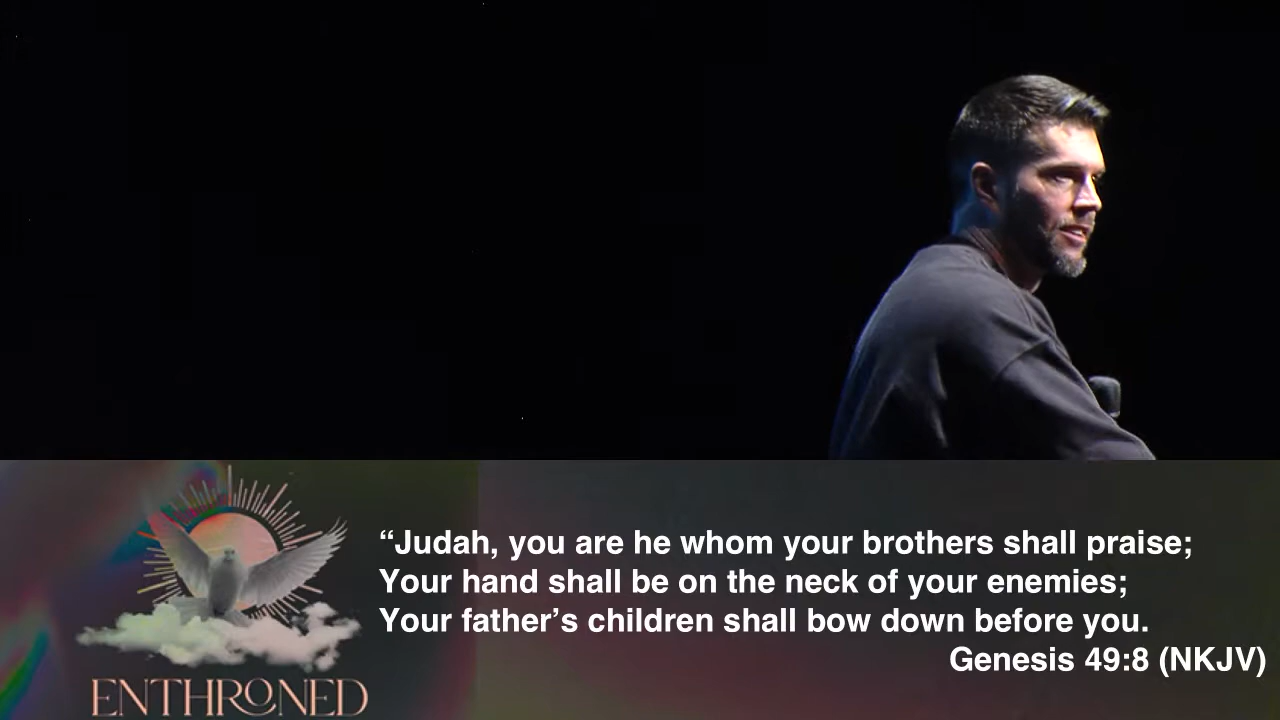 “Judah, you are he whom your brothers shall praise;
Your hand shall be on the neck of your enemies;
Your father’s children shall bow down before you.
Genesis 49:8 (NKJV)
ENTHRONED